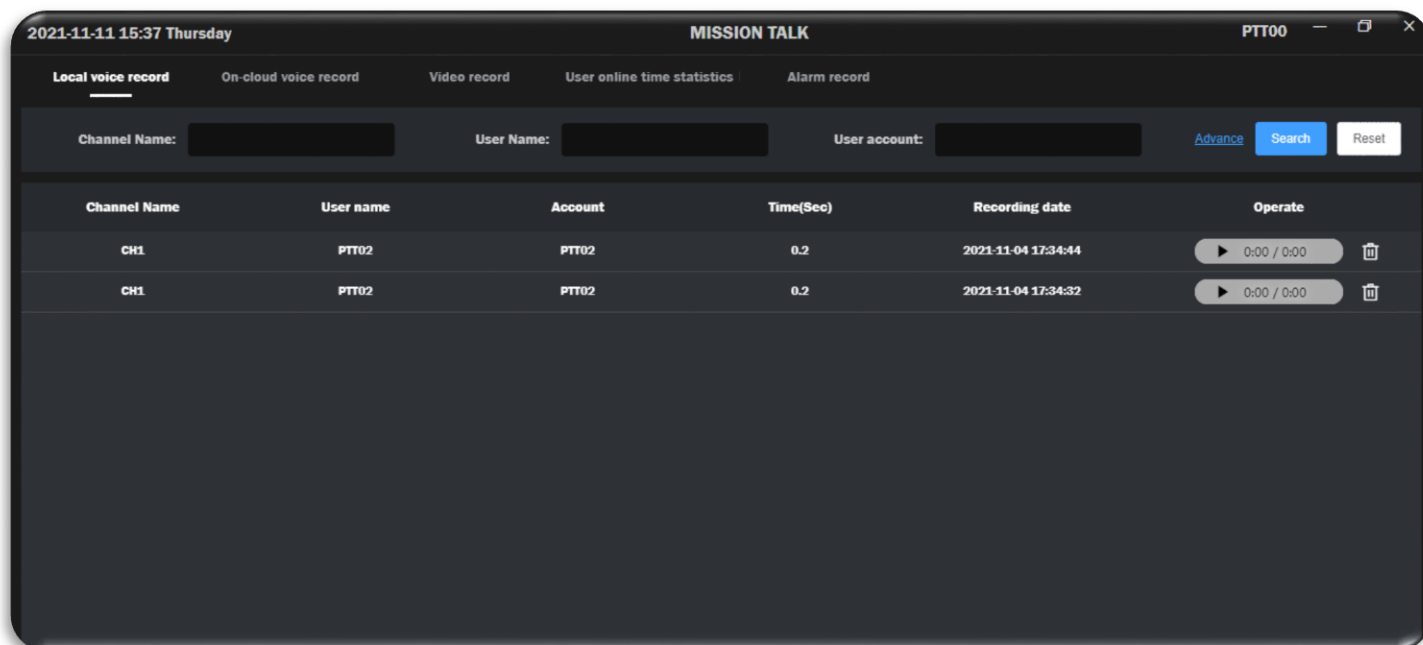 2021-11-11 15:37 Thursday MISSION TALK PTT00
Local voice record On-cloud voice record Video record User online time statistics Alarm record
Channel Name: User Name: User account: Advance Search Reset
Channel Name User name Account Time(Sec) Recording date Operate
CH1 PTT02 PTT02 0.2 2021-11-04 17:34:44 0:00 / 0:00
CH1 PTT02 PTT02 0.2 2021-11-04 17:34:32 0:00 / 0:00